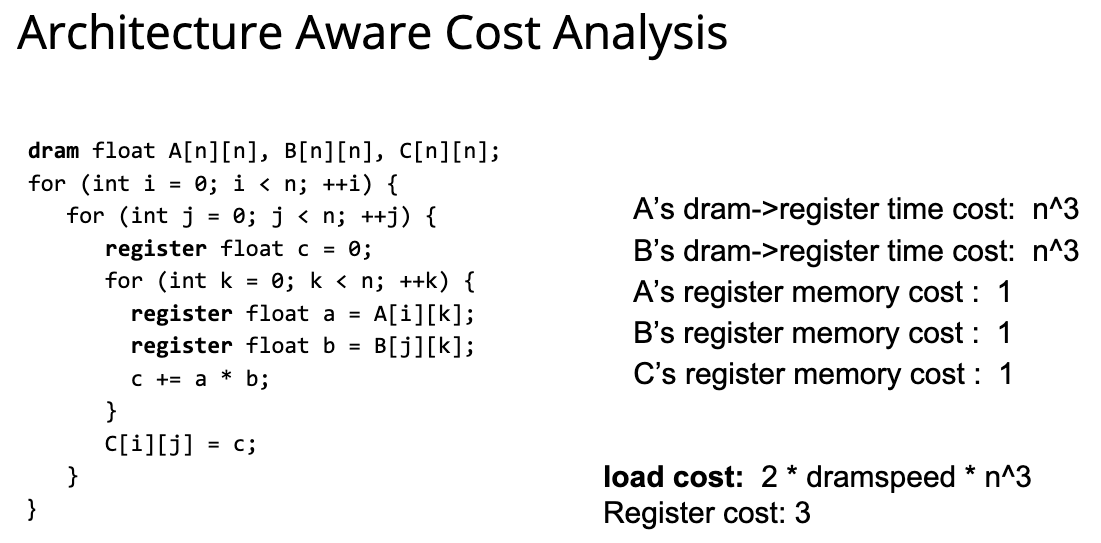 Architecture Aware Cost Analysis
dram float A[n][n], B[n][n], C[n][n];
for (int i = 0; i < n; ++i) {
for (int j = 0; j < n; ++j) {
register float c = 0;
for (int k = 0; k < n; ++k) {
register float a = A[i][k];
register float b = B[j][k];
c += a * b;
}
C[i][j] = c;
}
}
A's dram->register time cost: n^3
B's dram->register time cost: n^3
A's register memory cost : 1
B's register memory cost : 1
C's register memory cost : 1
load cost: 2 * dramspeed * n^3
Register cost: 3